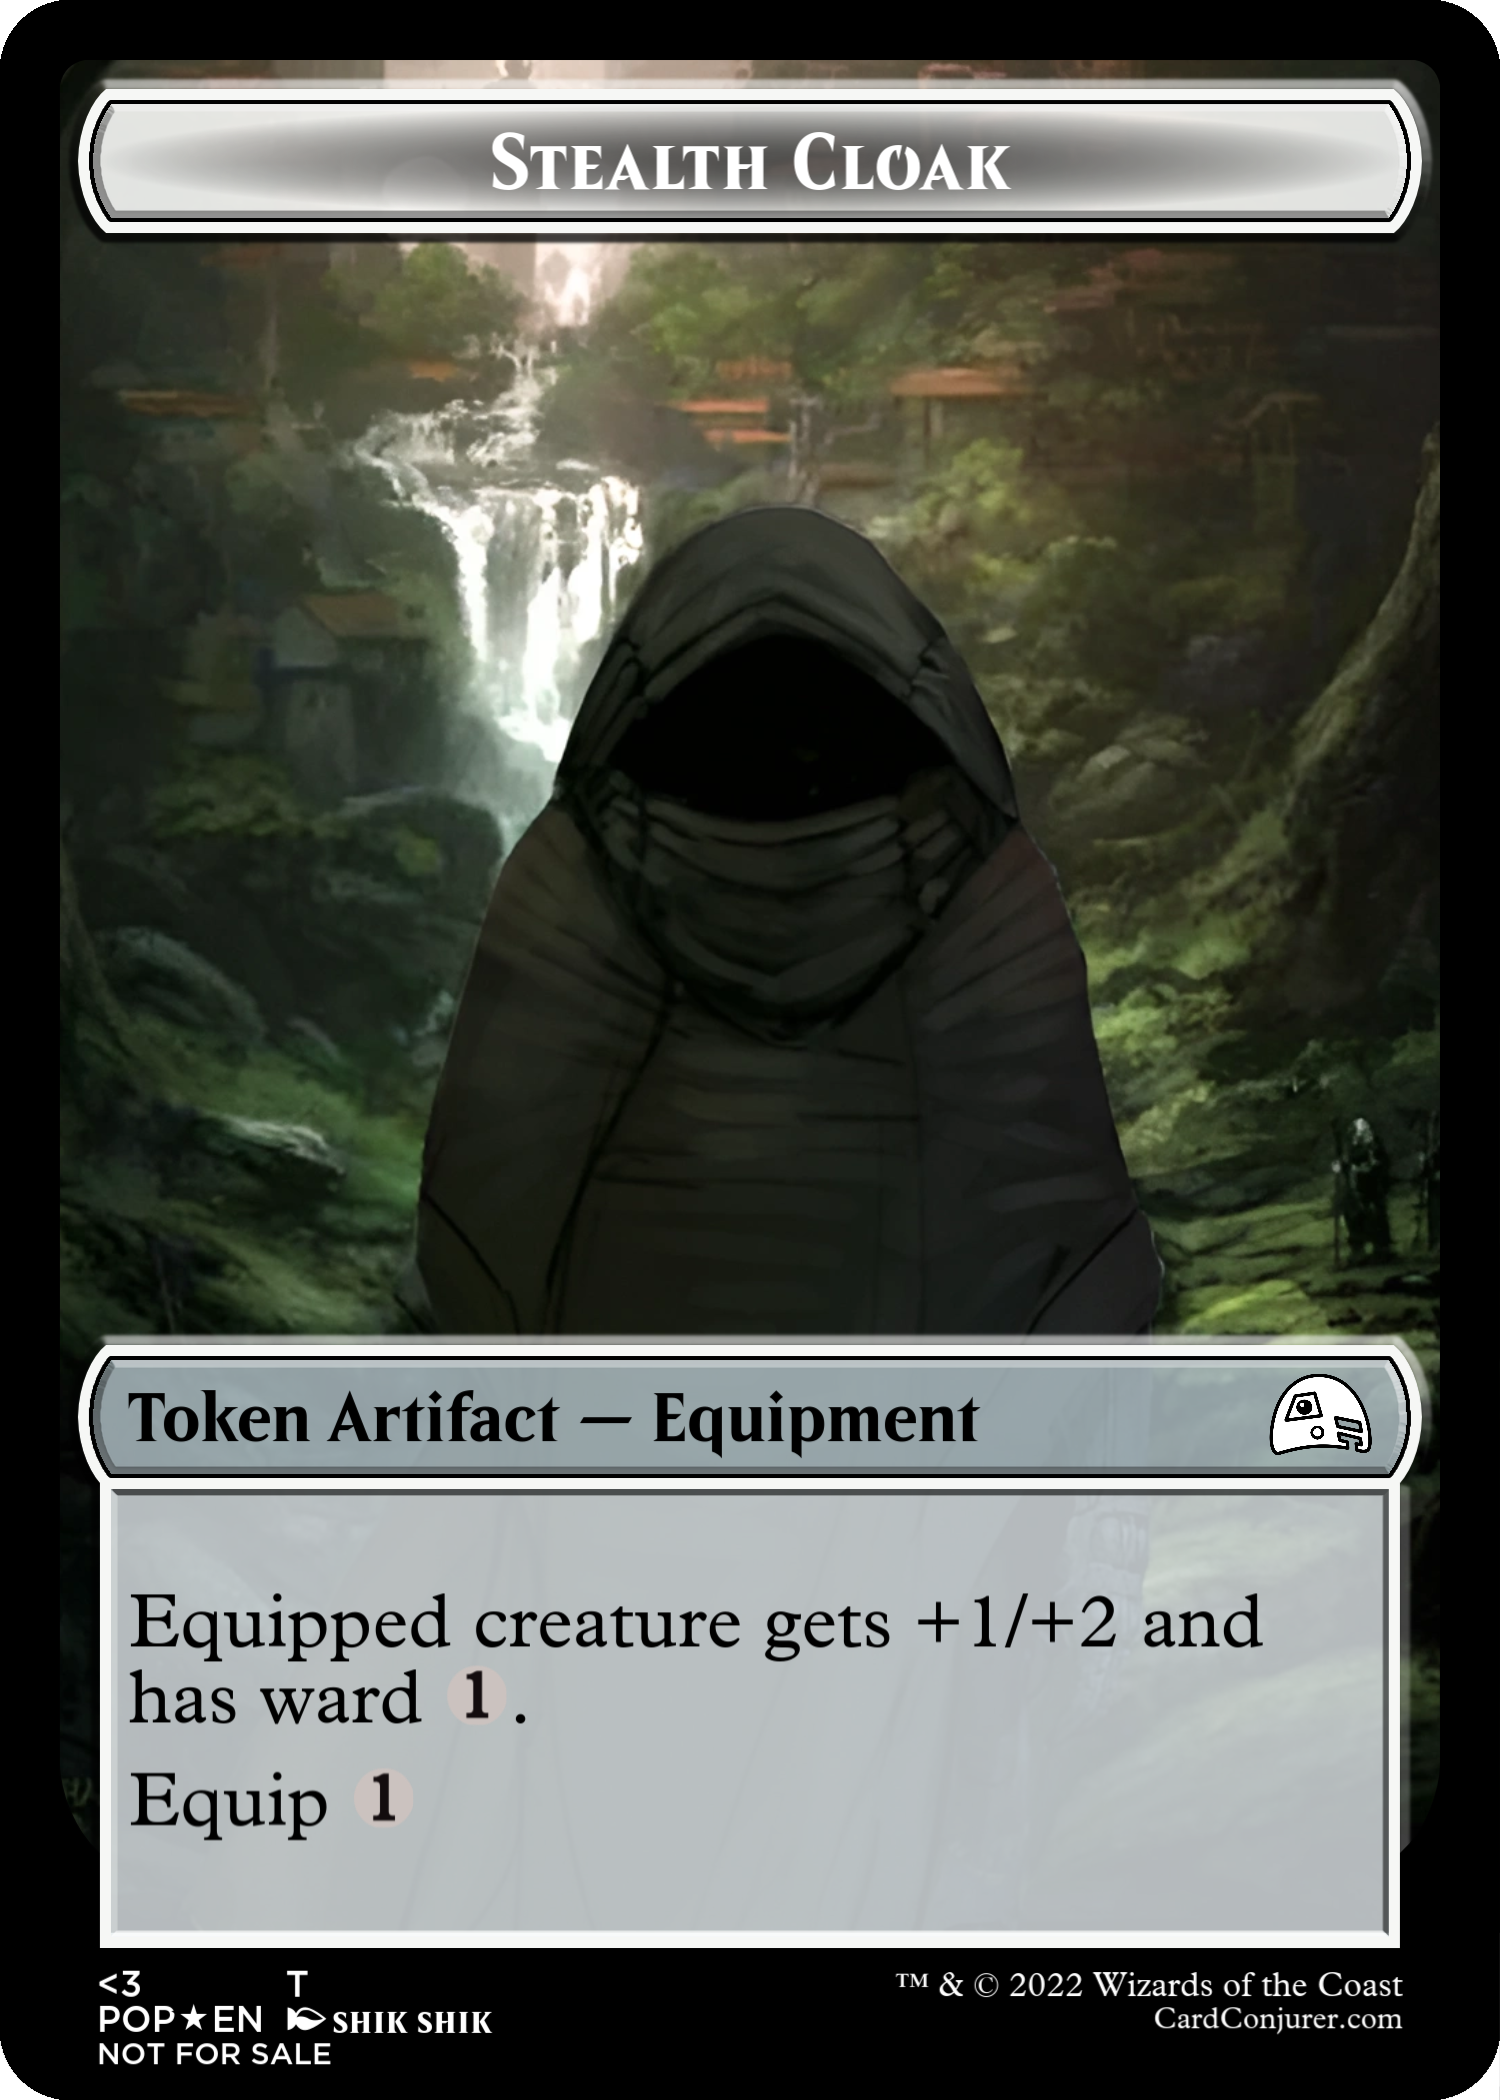 Stealth Cloak
Token Artifact — Equipment
Equipped creature gets +1/+2 and
has ward 1.
Equip 1
<3 T
POP★EN SHIK SHIK
NOT FOR SALE
™ & © 2022 Wizards of the Coast
CardConjurer.com